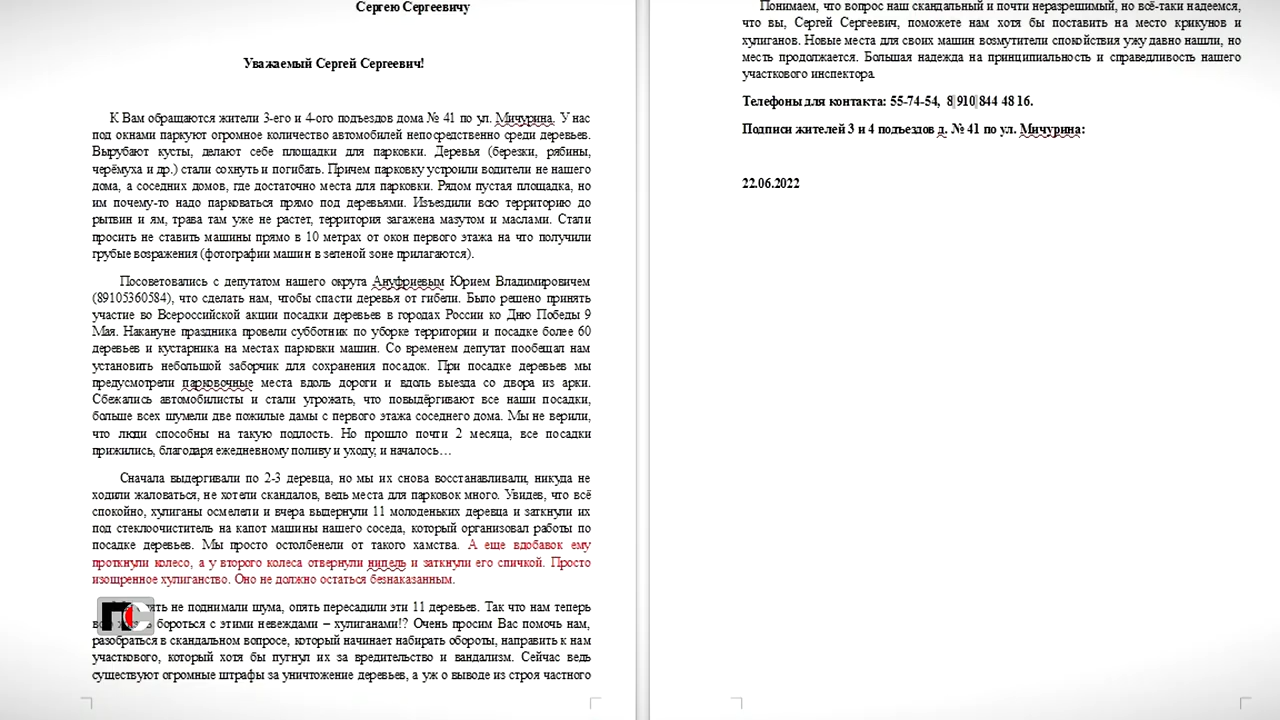 Сергею Сергеевичу
Уважаемый Сергей Сергеевич!
К Вам обращаются жители 3-его и 4-ого подъездов дома № 41 по ул. Мичурина. У нас
под окнами паркуют огромное количество автомобилей непосредственно среди деревьев.
Вырубают кусты, делают себе площадки для парковки. Деревья (березки, рябины,
черёмуха и др.) стали сохнуть и погибать. Причем парковку устроили водители не нашего
дома, а соседних домов, где достаточно места для парковки. Рядом пустая площадка, но
им почему-то надо парковаться прямо под деревьями. Изъездили всю территорию до
рытвин и ям, трава там уже не растет, территория загажена мазутом и маслами. Стали
просить не ставить машины прямо в 10 метрах от окон первого этажа на что получили
грубые возражения (фотографии машин в зеленой зоне прилагаются).
Посоветовались с депутатом нашего округа Ануфриевым Юрием Владимировичем
(89105360584), что сделать нам, чтобы спасти деревья от гибели. Было решено принять
участие во Всероссийской акции посадки деревьев в городах России ко Дню Победы 9
Мая. Накануне праздника провели субботник по уборке территории и посадке более 60
деревьев и кустарника на местах парковки машин. Со временем депутат пообещал нам
установить небольшой заборчик для сохранения посадок. При посадке деревьев мы
предусмотрели парковочные места вдоль дороги и вдоль выезда со двора из арки.
Сбежались автомобилисты и стали угрожать, что повыдёргивают все наши посадки,
больше всех шумели две пожилые дамы с первого этажа соседнего дома. Мы не верили,
что люди способны на такую подлость. Но прошло почти 2 месяца, все посадки
прижились, благодаря ежедневному поливу и уходу, и началось…
Сначала выдергивали по 2-3 деревца, но мы их снова восстанавливали, никуда не
ходили жаловаться, не хотели скандалов, ведь места для парковок много. Увидев, что всё
спокойно, хулиганы осмелели и вчера выдернули 11 молоденьких деревца и заткнули их
под стеклоочиститель на капот машины нашего соседа, который организовал работы по
посадке деревьев. Мы просто остолбенели от такого хамства. А еще вдобавок ему
проткнули колесо, а у второго колеса отвернули нипель и заткнули его спичкой. Просто
изощренное хулиганство. Оно не должно остаться безнаказанным.
не поднимали шума, опять пересадили эти 11 деревьев. Так что нам теперь
бороться с этими невеждами – хулиганами!? Очень просим Вас помочь нам,
разобраться в скандальном вопросе, который начинает набирать обороты, направить к нам
участкового, который хотя бы пугнул их за вредительство и вандализм. Сейчас ведь
существуют огромные штрафы за уничтожение деревьев, а уж о выводе из строя частного
ПС
Понимаем, что вопрос наш скандальный и почти неразрешимый, но всё-таки надеемся,
что вы, Сергей Сергеевич, поможете нам хотя бы поставить на место крикунов и
хулиганов. Новые места для своих машин возмутители спокойствия ужу давно нашли, но
месть продолжается. Большая надежда на принципиальность и справедливость нашего
участкового инспектора.
Телефоны для контакта: 55-74-54, 8 910 844 48 16.
Подписи жителей 3 и 4 подъездов д. № 41 по ул. Мичурина:
22.06.2022